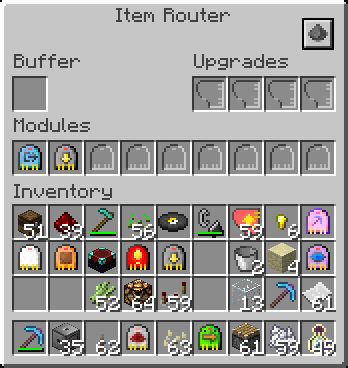 Item Router
Buffer Upgrades
Modules
Inventory
51 39 56 59 6
2 4
52 64 59 13 61
35 62 63 61 56 49